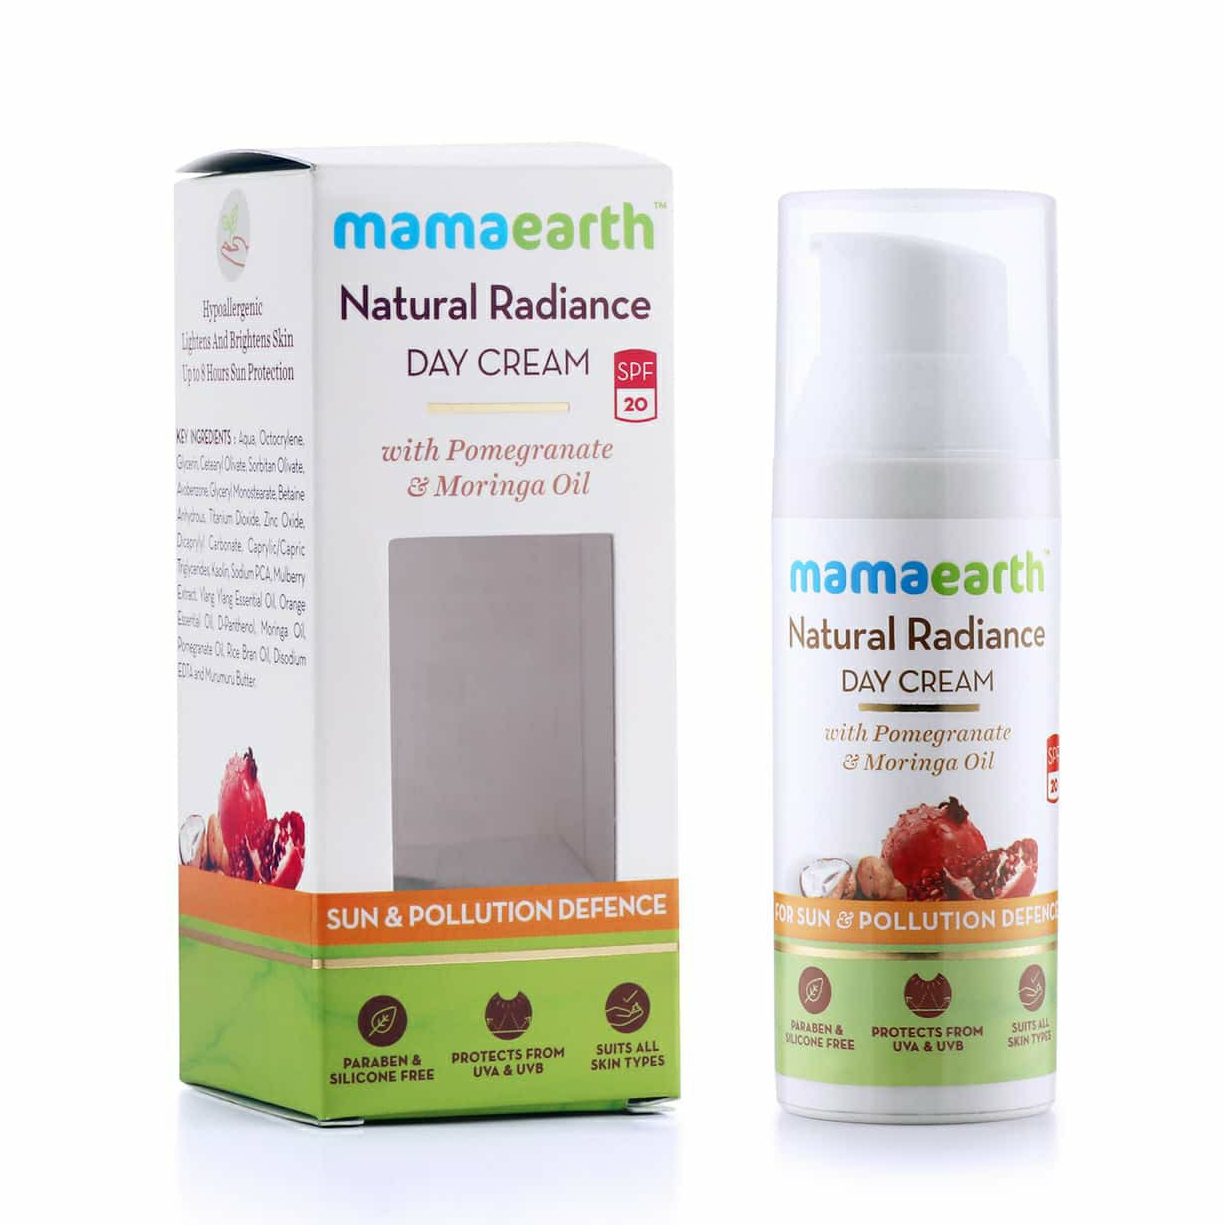 mamaearth™
Natural Radiance
DAY CREAM
SPF
20
with Pomegranate
& Moringa Oil
SUN & POLLUTION DEFENCE
PARABEN &
SILICONE FREE
PROTECTS FROM
UVA & UVB
SUITS ALL
SKIN TYPES
Hypoallergenic
Lightens And Brightens Skin
Up to 8 Hours Sun Protection
KEY INGREDIENTS : Aqua, Octocrylene,
Glycerin, Cetearyl Olivate, Sorbitan Olivate,
Avobenzone, Glyceryl Monostearate, Betaine
Anhydrous, Titanium Dioxide, Zinc Oxide,
Dicaprylyl Carbonate, Caprylic/Capric
Triglycerides, Kaolin, Sodium PCA, Mulberry
Extract, Ylang Ylang Essential Oil, Orange
Essential Oil, D-Panthenol, Moringa Oil,
Pomegranate Oil, Rice Bran Oil, Disodium
EDTA and Murumuru Butter.
mamaearth™
Natural Radiance
DAY CREAM
with Pomegranate
& Moringa Oil
SPF
20
FOR SUN & POLLUTION DEFENCE
PARABEN &
SILICONE FREE
PROTECTS FROM
UVA & UVB
SUITS ALL
SKIN TYPES